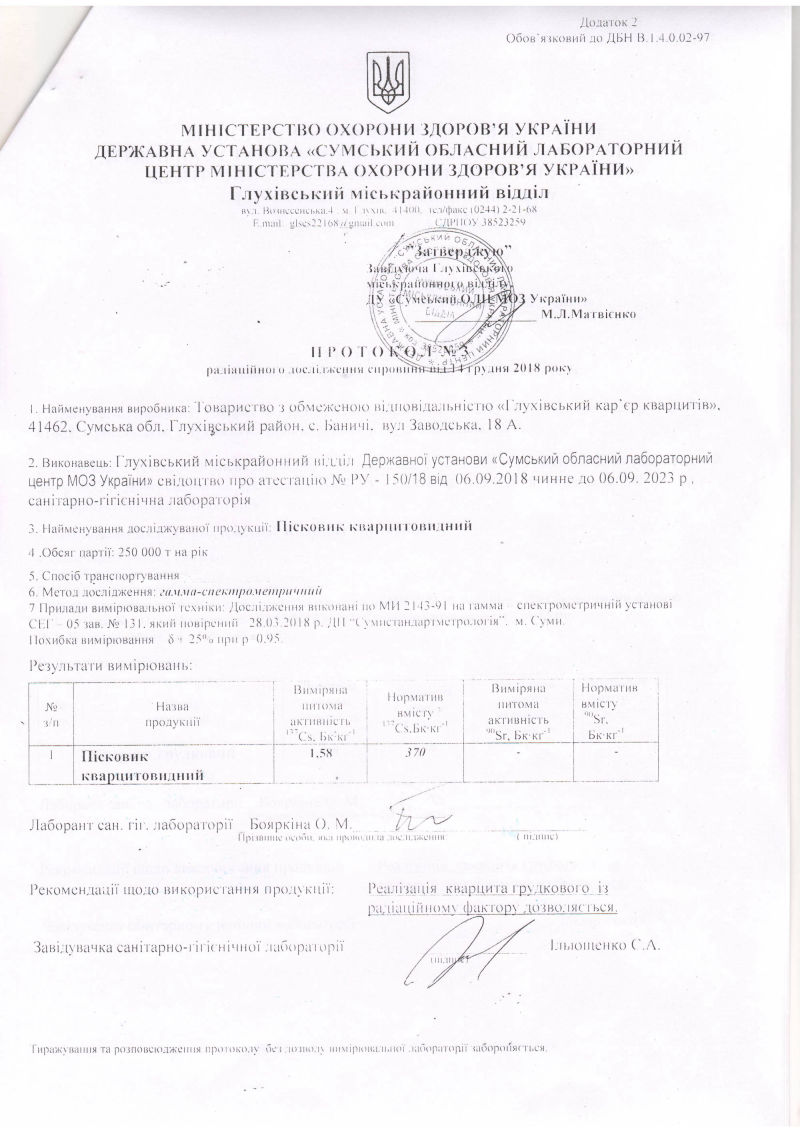 Додаток 2
Обов`язковий до ДБН В.1.4.0.02-97
МІНІСТЕРСТВО ОХОРОНИ ЗДОРОВ’Я УКРАЇНИ
ДЕРЖАВНА УСТАНОВА «СУМСЬКИЙ ОБЛАСНИЙ ЛАБОРАТОРНИЙ
ЦЕНТР МІНІСТЕРСТВА ОХОРОНИ ЗДОРОВ’Я УКРАЇНИ»
Глухівський міськрайонний відділ
вул. Вознесенська,4 , м. Глухів, 41400, тел/факс (0244) 2-21-68
E.mail: glses22168@gmail.com ЄДРПОУ 38523259
“Затверджую”
Завідуюча Глухівського
міськрайонного відділу
ДУ «Сумський ОЛЦ МОЗ України»
М.Л.Матвієнко
П Р О Т О К О Л № 3
радіаційного дослідження сировини від 14 грудня 2018 року
1. Найменування виробника: Товариство з обмеженою відповідальністю «Глухівський кар`єр кварцитів»,
41462, Сумська обл, Глухівський район, с. Баничі, вул Заводська, 18 А.
2. Виконавець: Глухівський міськрайонний відділ Державної установи «Сумський обласний лабораторний
центр МОЗ України» свідоцтво про атестацію № РУ - 150/18 від 06.09.2018 чинне до 06.09. 2023 р ,
санітарно-гігієнічна лабораторія
3. Найменування досліджуваної продукції: Пісковик кварцитовидний
4 .Обсяг партії: 250 000 т на рік
5. Спосіб транспортування
6. Метод дослідження: гамма-спектрометричний
7 Прилади вимірювальної техніки: Дослідження виконані по МИ 2143-91 на гамма – спектрометричній установі
СЕГ – 05 зав. № 131, який повірений 28.03.2018 р. ДП “Сумистандартметрологія”, м. Суми.
Похибка вимірювання δ ± 25% при р=0,95.
Результати вимірювань:
№ з/п Назва продукції Виміряна питома активність ¹³⁷Cs, Бк·кг⁻¹ Норматив вмісту ¹³⁷Cs,Бк·кг⁻¹ Виміряна питома активність ⁹⁰Sr, Бк·кг⁻¹ Норматив вмісту ⁹⁰Sr, Бк·кг⁻¹
1 Пісковик кварцитовидний 1.58 370 - -
Лаборант сан. гіг. лабораторії Бояркіна О. М.
Прізвище особи, яка проводила дослідження ( підпис)
Рекомендації щодо використання продукції: Реалізація кварцита грудкового із
радіаційному фактору дозволяється.
Завідувачка санітарно-гігієнічної лабораторії Ільющенко С.А.
(підпис)
Тиражування та розповсюдження протоколу без дозволу вимірювальної лабораторії забороняється.